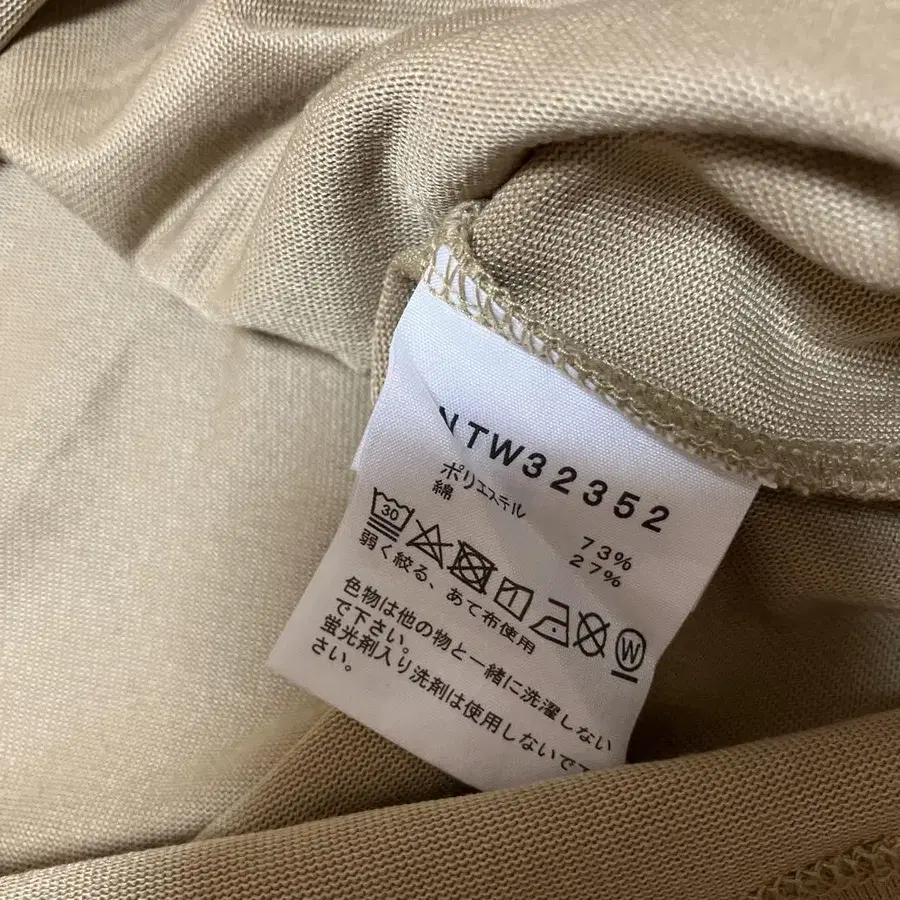 NTW32352
ポリエステル 73%
綿 27%
30 W
弱く絞る、あて布使用
色物は他の物と一緒に洗濯しない
で下さい。
蛍光剤入り洗剤は使用しないで下
さい。